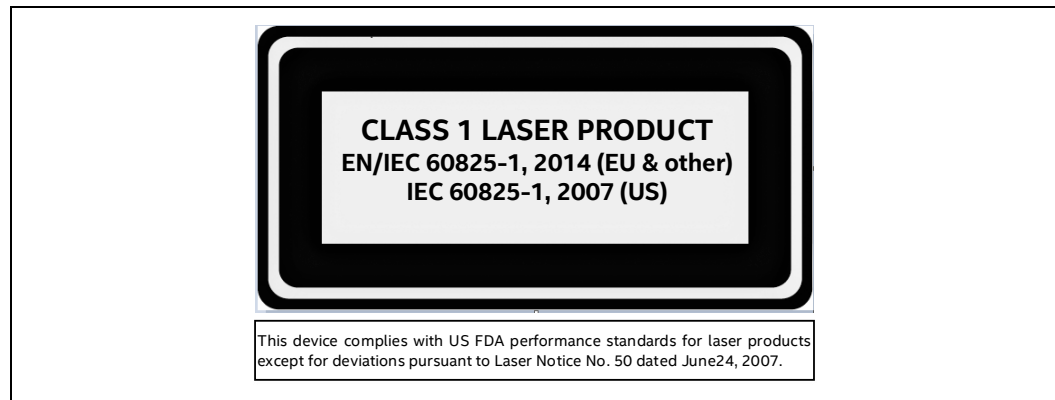 CLASS 1 LASER PRODUCT
EN/IEC 60825-1, 2014 (EU & other)
IEC 60825-1, 2007 (US)
This device complies with US FDA performance standards for laser products
except for deviations pursuant to Laser Notice No. 50 dated June24, 2007.